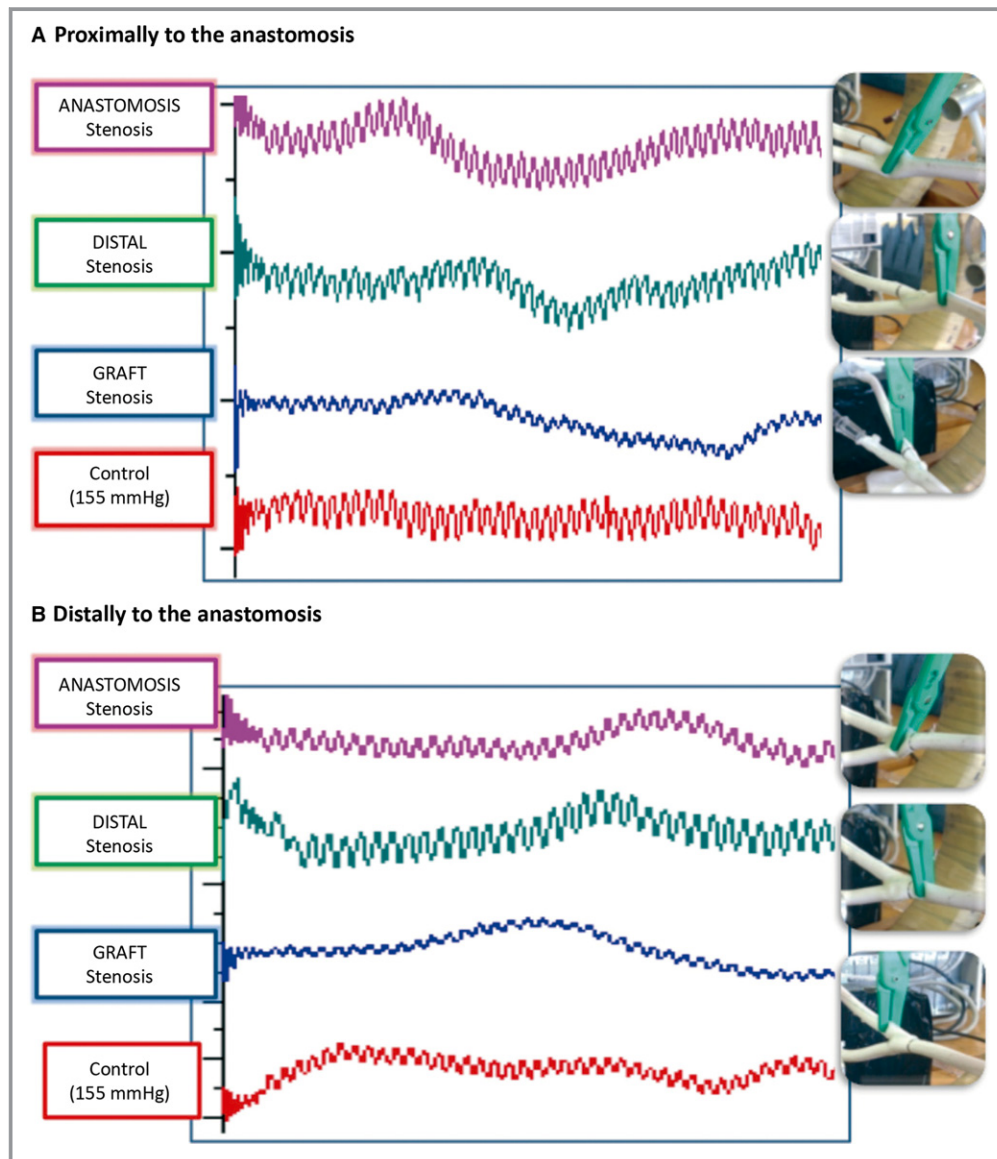 A Proximally to the anastomosis
ANASTOMOSIS
Stenosis
DISTAL
Stenosis
GRAFT
Stenosis
Control
(155 mmHg)
B Distally to the anastomosis
ANASTOMOSIS
Stenosis
DISTAL
Stenosis
GRAFT
Stenosis
Control
(155 mmHg)